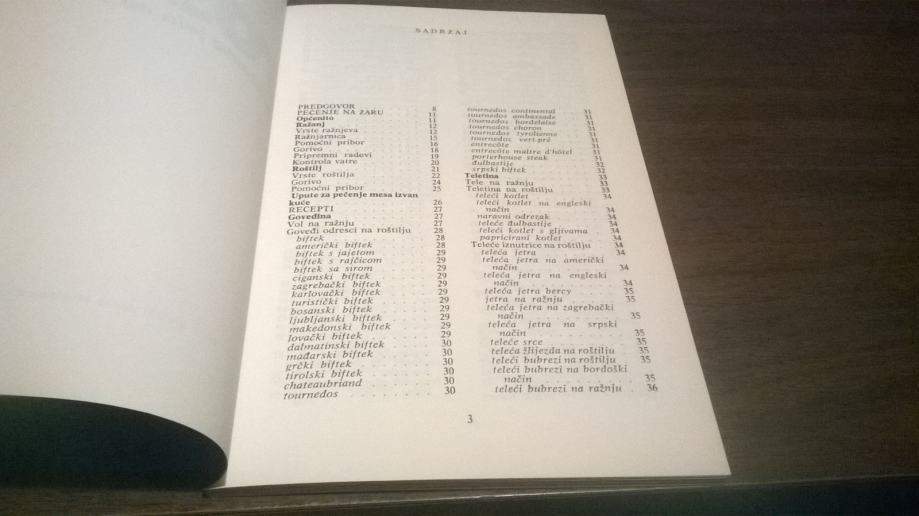 SADRŽAJ
PREDGOVOR 8
PEČENJE NA ŽARU 11
Općenito 11
Ražanj 12
Vrste ražnjeva 12
Ražnjarnica 15
Pomoćni pribor 16
Gorivo 18
Pripremni radovi 19
Kontrola vatre 20
Roštilj 21
Vrste roštilja 22
Gorivo 24
Pomoćni pribor 25
Upute za pečenje mesa izvan
kuće 26
RECEPTI 27
Govedina 27
Vol na ražnju 27
Goveđi odresci na roštilju 28
biftek 28
američki biftek 28
biftek s jajetom 29
biftek s rajčicom 29
biftek sa sirom 29
ciganski biftek 29
zagrebački biftek 29
karlovački biftek 29
turistički biftek 29
bosanski biftek 29
ljubljanski biftek 29
makedonski biftek 29
lovački biftek 29
dalmatinski biftek 30
mađarski biftek 30
grčki biftek 30
tirolski biftek 30
chateaubriand 30
tournedos 30
tournedos continental 31
tournedos ambassade 31
tournedos bordelaise 31
tournedos choron 31
tournedos tyrolienne 31
tournedos vert-pré 31
entrecôte 31
entrecôte maître d'hôtel 31
porterhouse steak 31
đulbastije 32
srpski biftek 32
Teletina 33
Tele na ražnju 33
Teletina na roštilju 33
teleći kotlet 34
teleći kotlet na engleski
način 34
naravni odrezak 34
teleće đulbastije 34
teleći kotlet s gljivama 34
papricirani kotlet 34
Teleće iznutrice na roštilju 34
teleća jetra 34
teleća jetra na američki
način 34
teleća jetra na engleski
način 34
teleća jetra bercy 35
jetra na ražnju 35
teleća jetra na zagrebački
način 35
teleća jetra na srpski
način 35
teleće srce 35
teleća žlijezda na roštilju 35
teleći bubrezi na roštilju 35
teleći bubrezi na bordoški
način 35
teleći bubrezi na ražnju 36
3